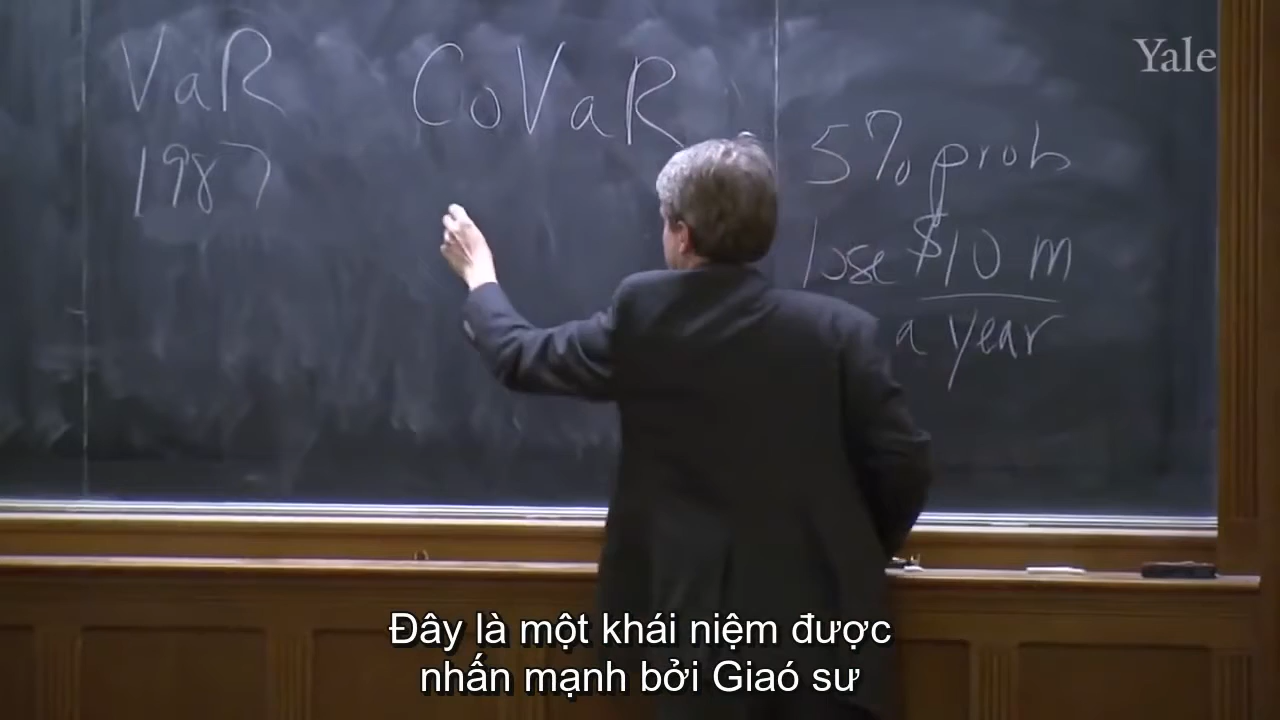 Yale
VaR
1987
CoVaR
5% prob
lose $10 m
a year
Đây là một khái niệm được
nhấn mạnh bởi Giaó sư